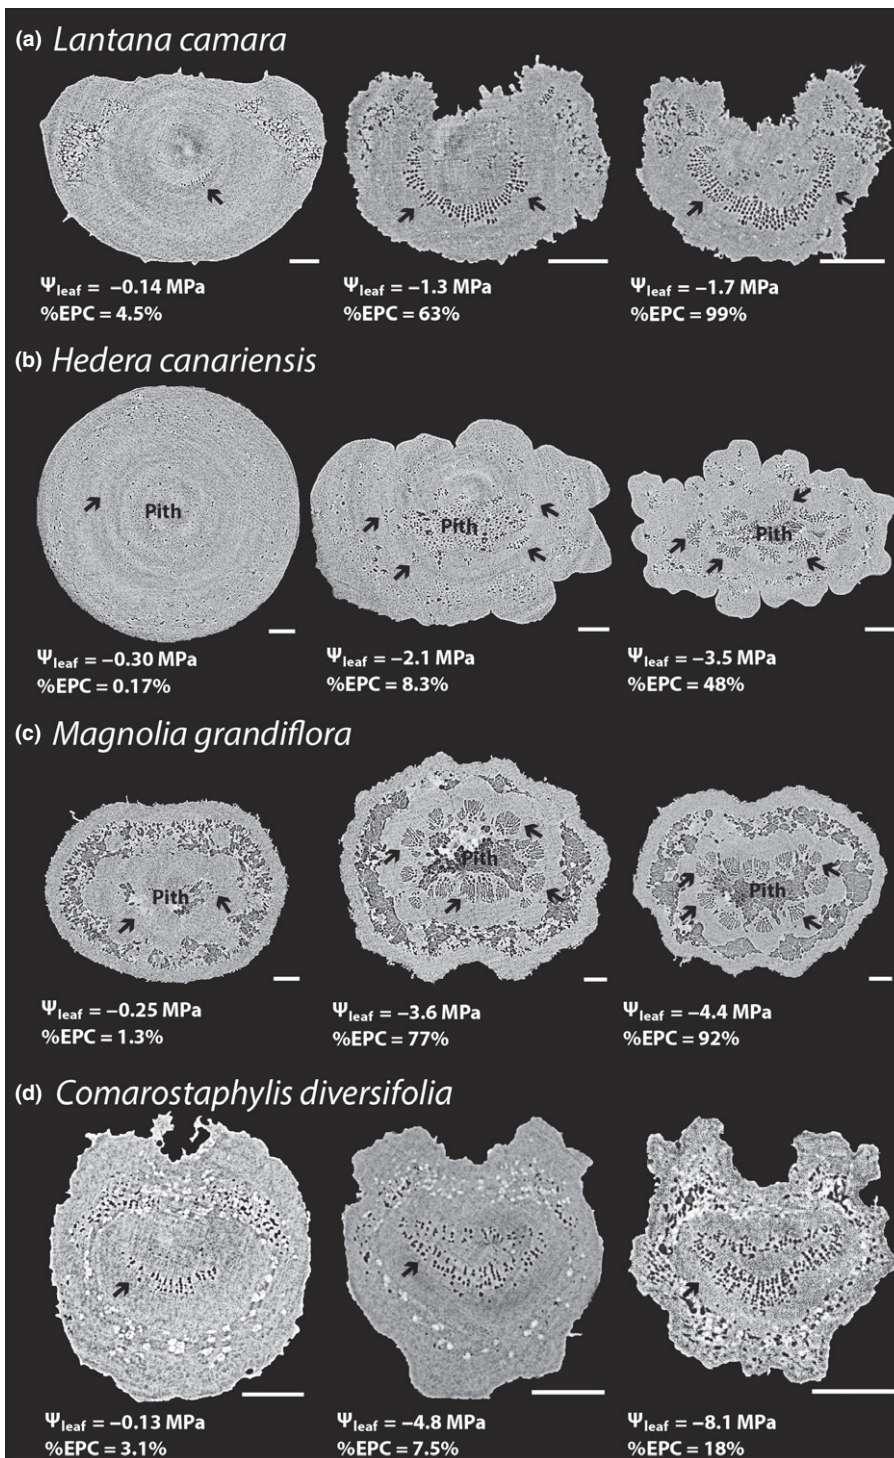 (a) Lantana camara
Ψleaf = −0.14 MPa
%EPC = 4.5%
Ψleaf = −1.3 MPa
%EPC = 63%
Ψleaf = −1.7 MPa
%EPC = 99%
(b) Hedera canariensis
Pith
Pith
Pith
Ψleaf = −0.30 MPa
%EPC = 0.17%
Ψleaf = −2.1 MPa
%EPC = 8.3%
Ψleaf = −3.5 MPa
%EPC = 48%
(c) Magnolia grandiflora
Pith
Pith
Pith
Ψleaf = −0.25 MPa
%EPC = 1.3%
Ψleaf = −3.6 MPa
%EPC = 77%
Ψleaf = −4.4 MPa
%EPC = 92%
(d) Comarostaphylis diversifolia
Ψleaf = −0.13 MPa
%EPC = 3.1%
Ψleaf = −4.8 MPa
%EPC = 7.5%
Ψleaf = −8.1 MPa
%EPC = 18%